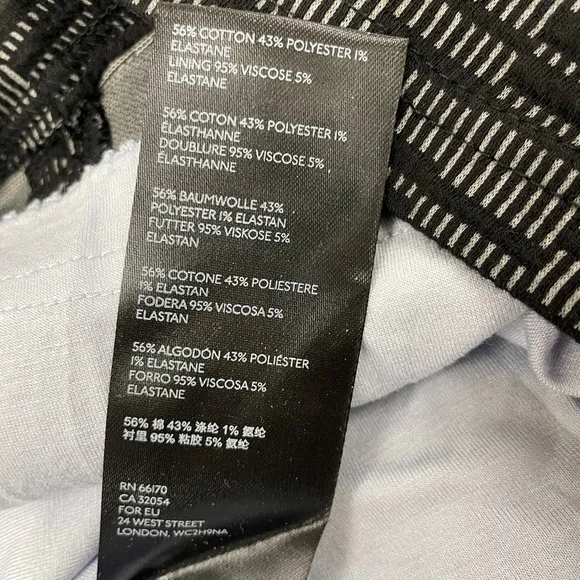 56% COTTON 43% POLYESTER 1%
ELASTANE
LINING 95% VISCOSE 5%
ELASTANE
56% COTON 43% POLYESTER 1%
ÉLASTHANNE
DOUBLURE 95% VISCOSE 5%
ÉLASTHANNE
56% BAUMWOLLE 43%
POLYESTER 1% ELASTAN
FUTTER 95% VISKOSE 5%
ELASTAN
56% COTONE 43% POLIESTERE
1% ELASTAN
FODERA 95% VISCOSA 5%
ELASTAN
56% ALGODÓN 43% POLIÉSTER
1% ELASTANE
FORRO 95% VISCOSA 5%
ELASTANE
56% 棉 43% 涤纶 1% 氨纶
衬里 95% 粘胶 5% 氨纶
RN 66170
CA 32054
FOR EU
24 WEST STREET
LONDON, WC2H9NA